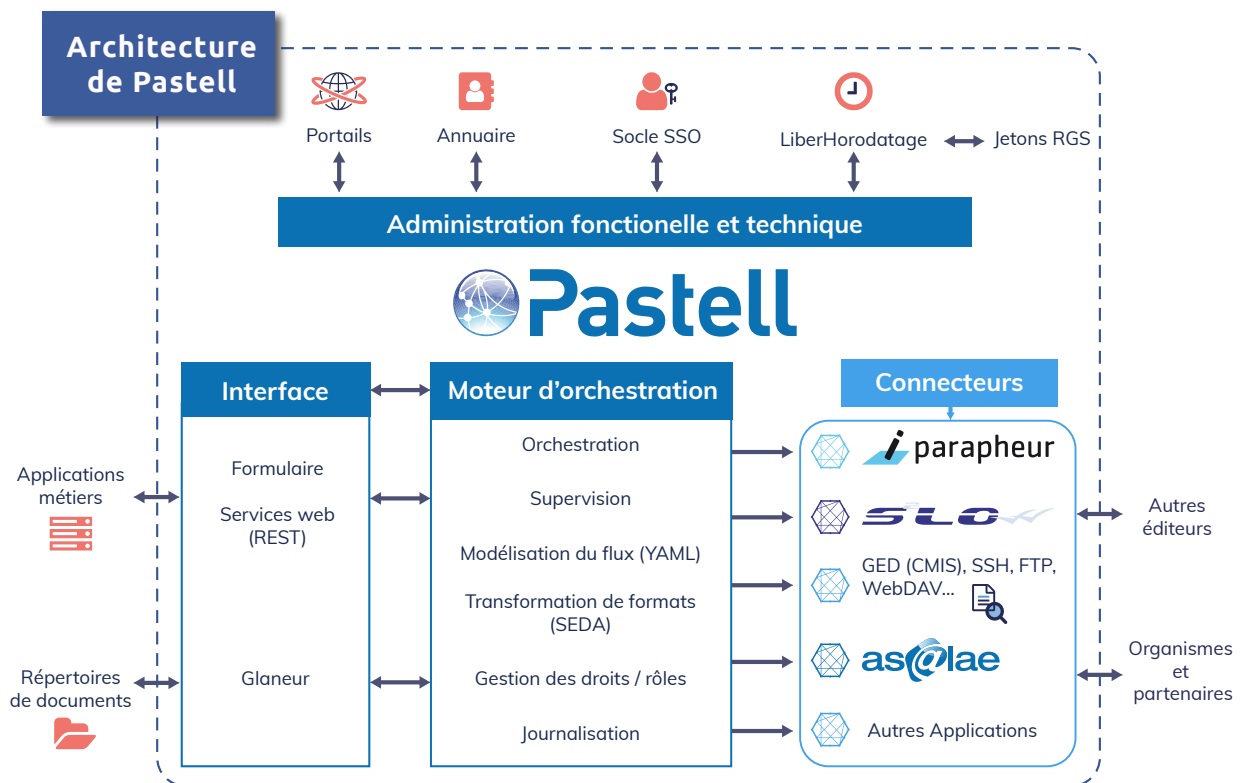 Architecture
de Pastell
Portails
Annuaire
Socle SSO
LiberHorodatage
Jetons RGS
Administration fonctionelle et technique
Pastell
Interface
Moteur d'orchestration
Connecteurs
Applications
métiers
Répertoires
de documents
Formulaire
Services web
(REST)
Glaneur
Orchestration
Supervision
Modélisation du flux (YAML)
Transformation de formats
(SEDA)
Gestion des droits / rôles
Journalisation
i parapheur
S²LOW
GED (CMIS), SSH, FTP,
WebDAV...
as@lae
Autres Applications
Autres
éditeurs
Organismes
et
partenaires